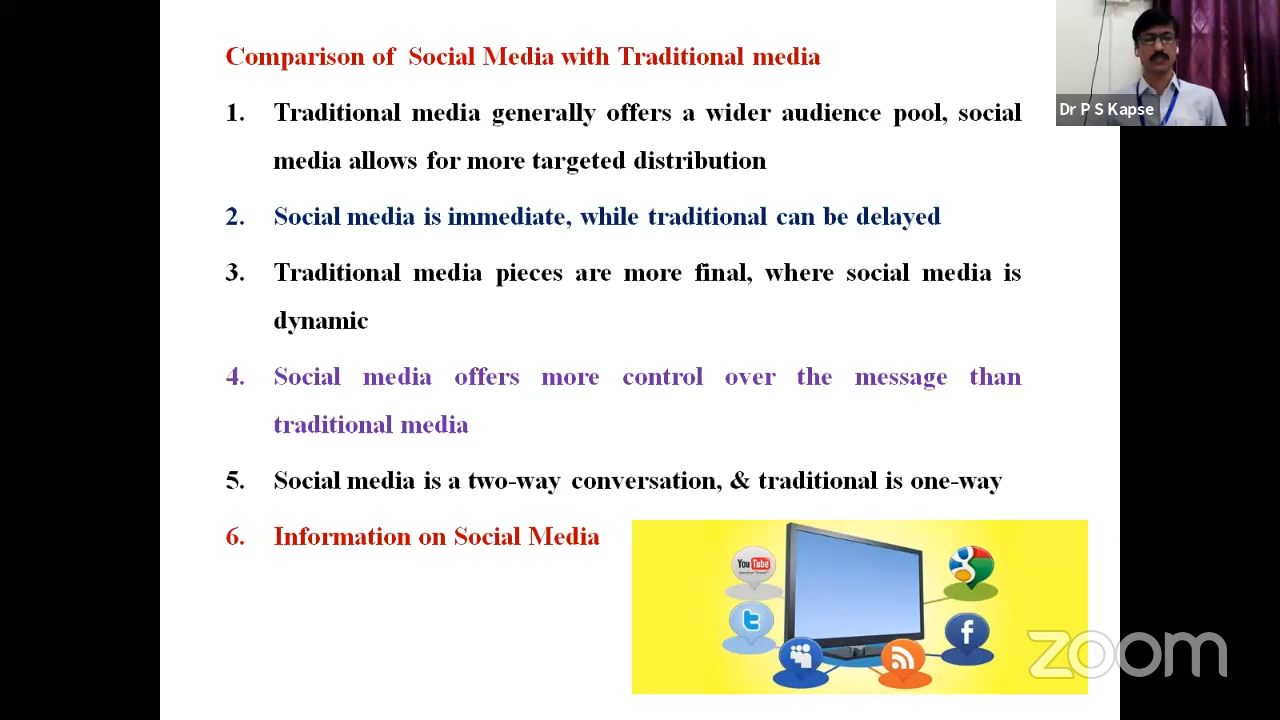 Comparison of Social Media with Traditional media
1. Traditional media generally offers a wider audience pool, social
media allows for more targeted distribution
2. Social media is immediate, while traditional can be delayed
3. Traditional media pieces are more final, where social media is
dynamic
4. Social media offers more control over the message than
traditional media
5. Social media is a two-way conversation, & traditional is one-way
6. Information on Social Media
Dr P S Kapse
You Tube
zoom